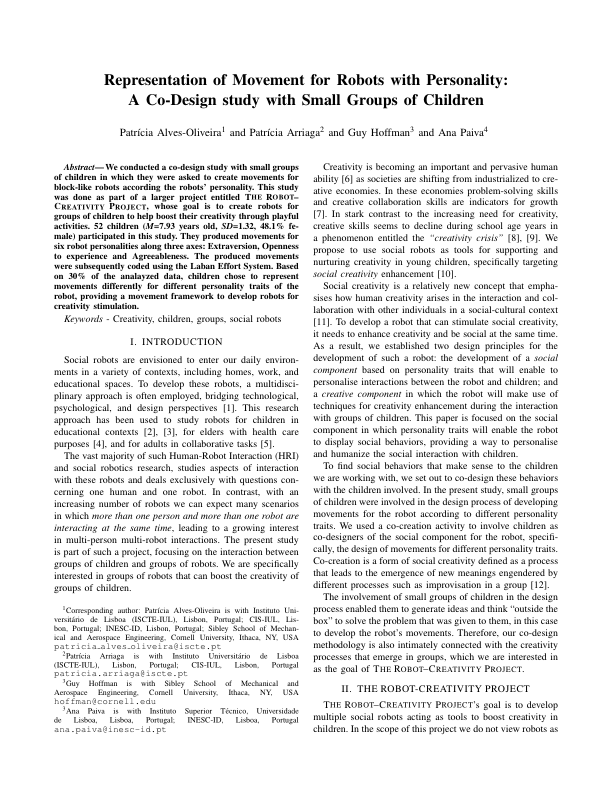 Representation of Movement for Robots with Personality:
A Co-Design study with Small Groups of Children
Patrícia Alves-Oliveira1 and Patrícia Arriaga2 and Guy Hoffman3 and Ana Paiva4
Abstract—We conducted a co-design study with small groups
of children in which they were asked to create movements for
block-like robots according the robots' personality. This study
was done as part of a larger project entitled THE ROBOT–
CREATIVITY PROJECT, whose goal is to create robots for
groups of children to help boost their creativity through playful
activities. 52 children (M=7.93 years old, SD=1.32, 48.1% fe-
male) participated in this study. They produced movements for
six robot personalities along three axes: Extraversion, Openness
to experience and Agreeableness. The produced movements
were subsequently coded using the Laban Effort System. Based
on 30% of the analyzed data, children chose to represent
movements differently for different personality traits of the
robot, providing a movement framework to develop robots for
creativity stimulation.
Keywords - Creativity, children, groups, social robots
I. INTRODUCTION
Social robots are envisioned to enter our daily environ-
ments in a variety of contexts, including homes, work, and
educational spaces. To develop these robots, a multidisci-
plinary approach is often employed, bridging technological,
psychological, and design perspectives [1]. This research
approach has been used to study robots for children in
educational contexts [2], [3], for elders with health care
purposes [4], and for adults in collaborative tasks [5].
The vast majority of such Human-Robot Interaction (HRI)
and social robotics research, studies aspects of interaction
with these robots and deals exclusively with questions con-
cerning one human and one robot. In contrast, with an
increasing number of robots we can expect many scenarios
in which more than one person and more than one robot are
interacting at the same time, leading to a growing interest
in multi-person multi-robot interactions. The present study
is part of such a project, focusing on the interaction between
groups of children and groups of robots. We are specifically
interested in groups of robots that can boost the creativity of
groups of children.
1Corresponding author: Patrícia Alves-Oliveira is with Instituto Uni-
versitário de Lisboa (ISCTE-IUL), Lisbon, Portugal; CIS-IUL, Lis-
bon, Portugal; INESC-ID, Lisbon, Portugal; Sibley School of Mechan-
ical and Aerospace Engineering, Cornell University, Ithaca, NY, USA
patricia_alves_oliveira@iscte.pt
2Patrícia Arriaga is with Instituto Universitário de Lisboa
(ISCTE-IUL), Lisbon, Portugal; CIS-IUL, Lisbon, Portugal
patricia.arriaga@iscte.pt
3Guy Hoffman is with Sibley School of Mechanical and
Aerospace Engineering, Cornell University, Ithaca, NY, USA
hoffman@cornell.edu
3Ana Paiva is with Instituto Superior Técnico, Universidade
de Lisboa, Lisboa, Portugal; INESC-ID, Lisbon, Portugal
ana.paiva@inesc-id.pt
Creativity is becoming an important and pervasive human
ability [6] as societies are shifting from industrialized to cre-
ative economies. In these economies problem-solving skills
and creative collaboration skills are indicators for growth
[7]. In stark contrast to the increasing need for creativity,
creative skills seems to decline during school age years in
a phenomenon entitled the “creativity crisis” [8], [9]. We
propose to use social robots as tools for supporting and
nurturing creativity in young children, specifically targeting
social creativity enhancement [10].
Social creativity is a relatively new concept that empha-
sises how human creativity arises in the interaction and col-
laboration with other individuals in a social-cultural context
[11]. To develop a robot that can stimulate social creativity,
it needs to enhance creativity and be social at the same time.
As a result, we established two design principles for the
development of such a robot: the development of a social
component based on personality traits that will enable to
personalise interactions between the robot and children; and
a creative component in which the robot will make use of
techniques for creativity enhancement during the interaction
with groups of children. This paper is focused on the social
component in which personality traits will enable the robot
to display social behaviors, providing a way to personalise
and humanize the social interaction with children.
To find social behaviors that make sense to the children
we are working with, we set out to co-design these behaviors
with the children involved. In the present study, small groups
of children were involved in the design process of developing
movements for the robot according to different personality
traits. We used a co-creation activity to involve children as
co-designers of the social component for the robot, specifi-
cally, the design of movements for different personality traits.
Co-creation is a form of social creativity defined as a process
that leads to the emergence of new meanings engendered by
different processes such as improvisation in a group [12].
The involvement of small groups of children in the design
process enabled them to generate ideas and think “outside the
box” to solve the problem that was given to them, in this case
to develop the robot's movements. Therefore, our co-design
methodology is also intimately connected with the creativity
processes that emerge in groups, which we are interested in
as the goal of THE ROBOT–CREATIVITY PROJECT.
II. THE ROBOT-CREATIVITY PROJECT
THE ROBOT–CREATIVITY PROJECT's goal is to develop
multiple social robots acting as tools to boost creativity in
children. In the scope of this project we do not view robots as